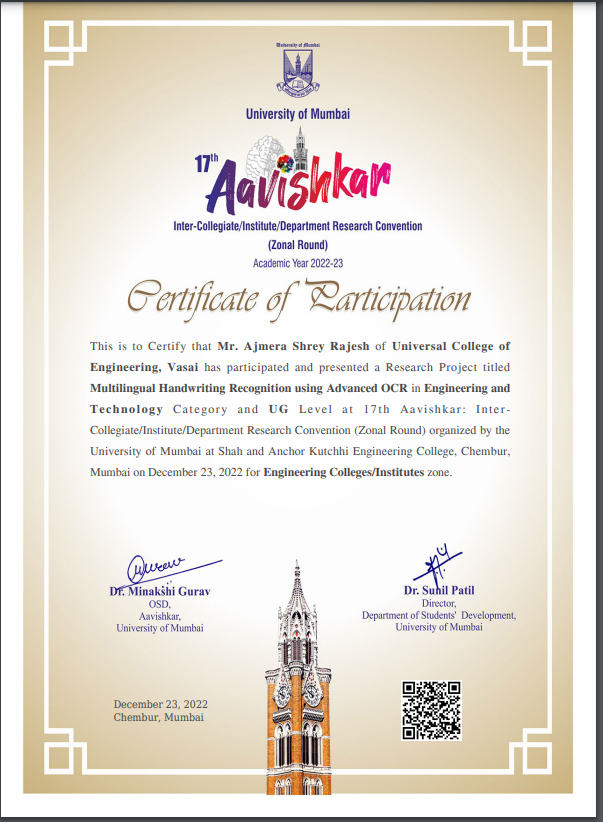 University of Mumbai
University of Mumbai
17th
Aavishkar
Inter-Collegiate/Institute/Department Research Convention
(Zonal Round)
Academic Year 2022-23
Certificate of Participation
This is to Certify that Mr. Ajmera Shrey Rajesh of Universal College of
Engineering, Vasai has participated and presented a Research Project titled
Multilingual Handwriting Recognition using Advanced OCR in Engineering and
Technology Category and UG Level at 17th Aavishkar: Inter-
Collegiate/Institute/Department Research Convention (Zonal Round) organized by the
University of Mumbai at Shah and Anchor Kutchhi Engineering College, Chembur,
Mumbai on December 23, 2022 for Engineering Colleges/Institutes zone.
Dr. Minakshi Gurav
OSD,
Aavishkar,
University of Mumbai
Dr. Sunil Patil
Director,
Department of Students' Development,
University of Mumbai
December 23, 2022
Chembur, Mumbai